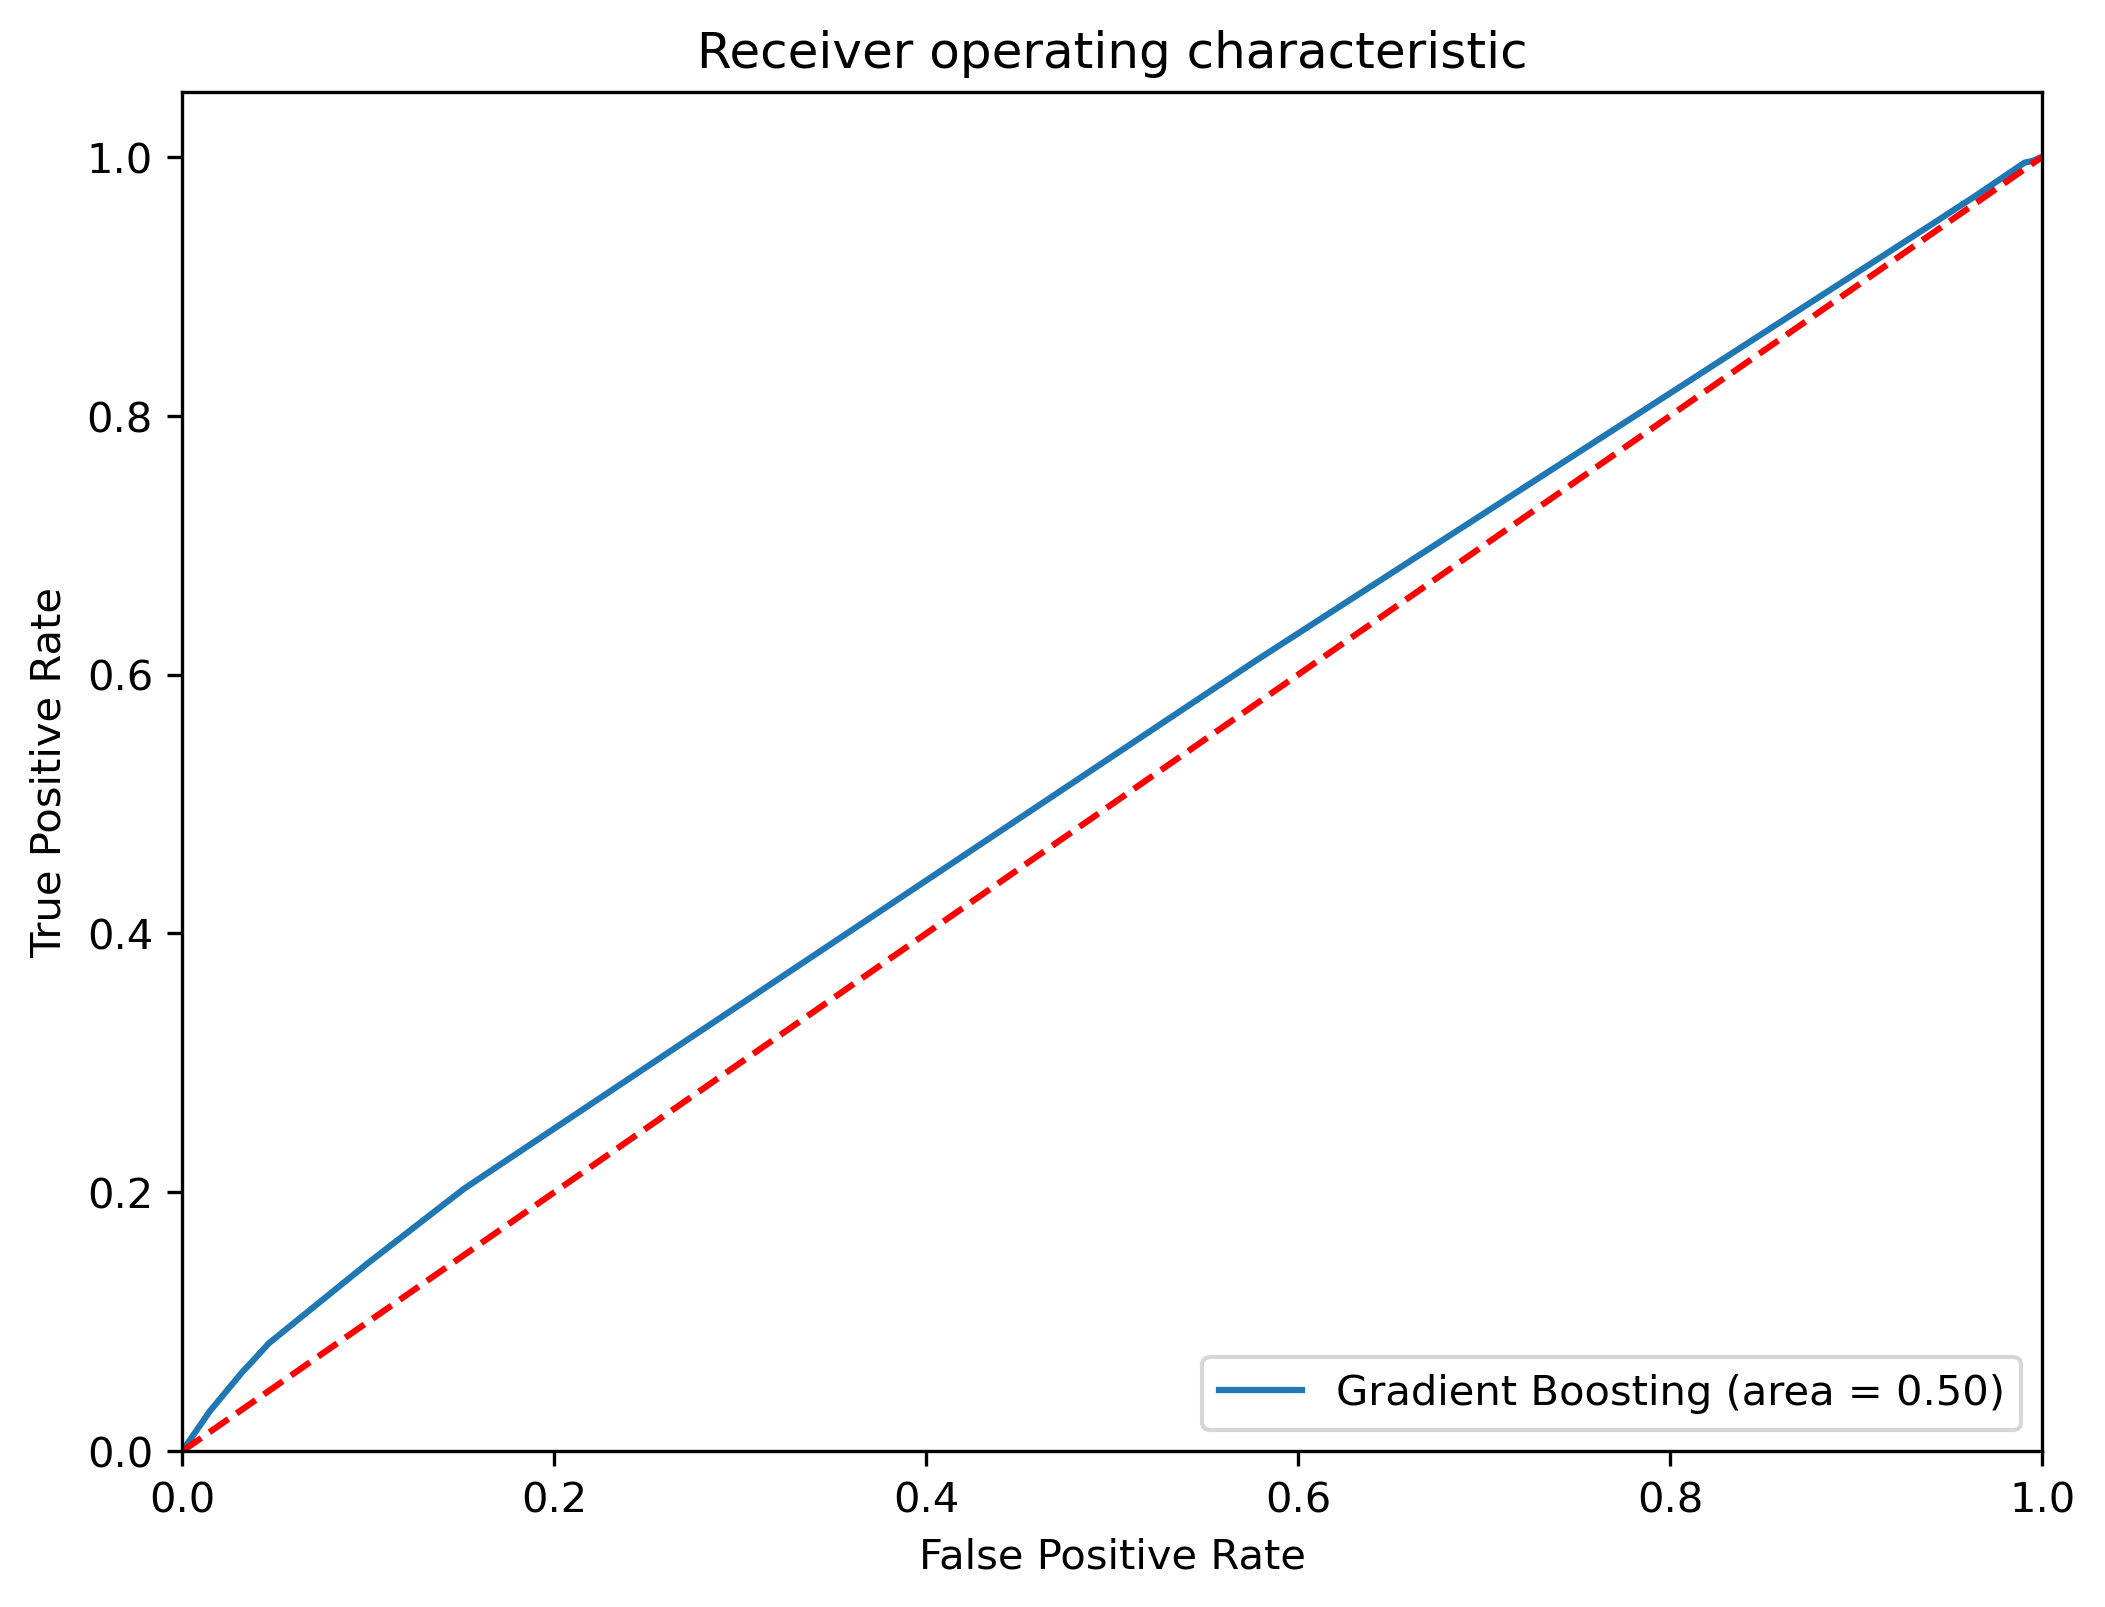 Receiver operating characteristic
1.0
0.8
0.6
0.4
0.2
0.0
True Positive Rate
Gradient Boosting (area = 0.50)
0.0 0.2 0.4 0.6 0.8 1.0
False Positive Rate